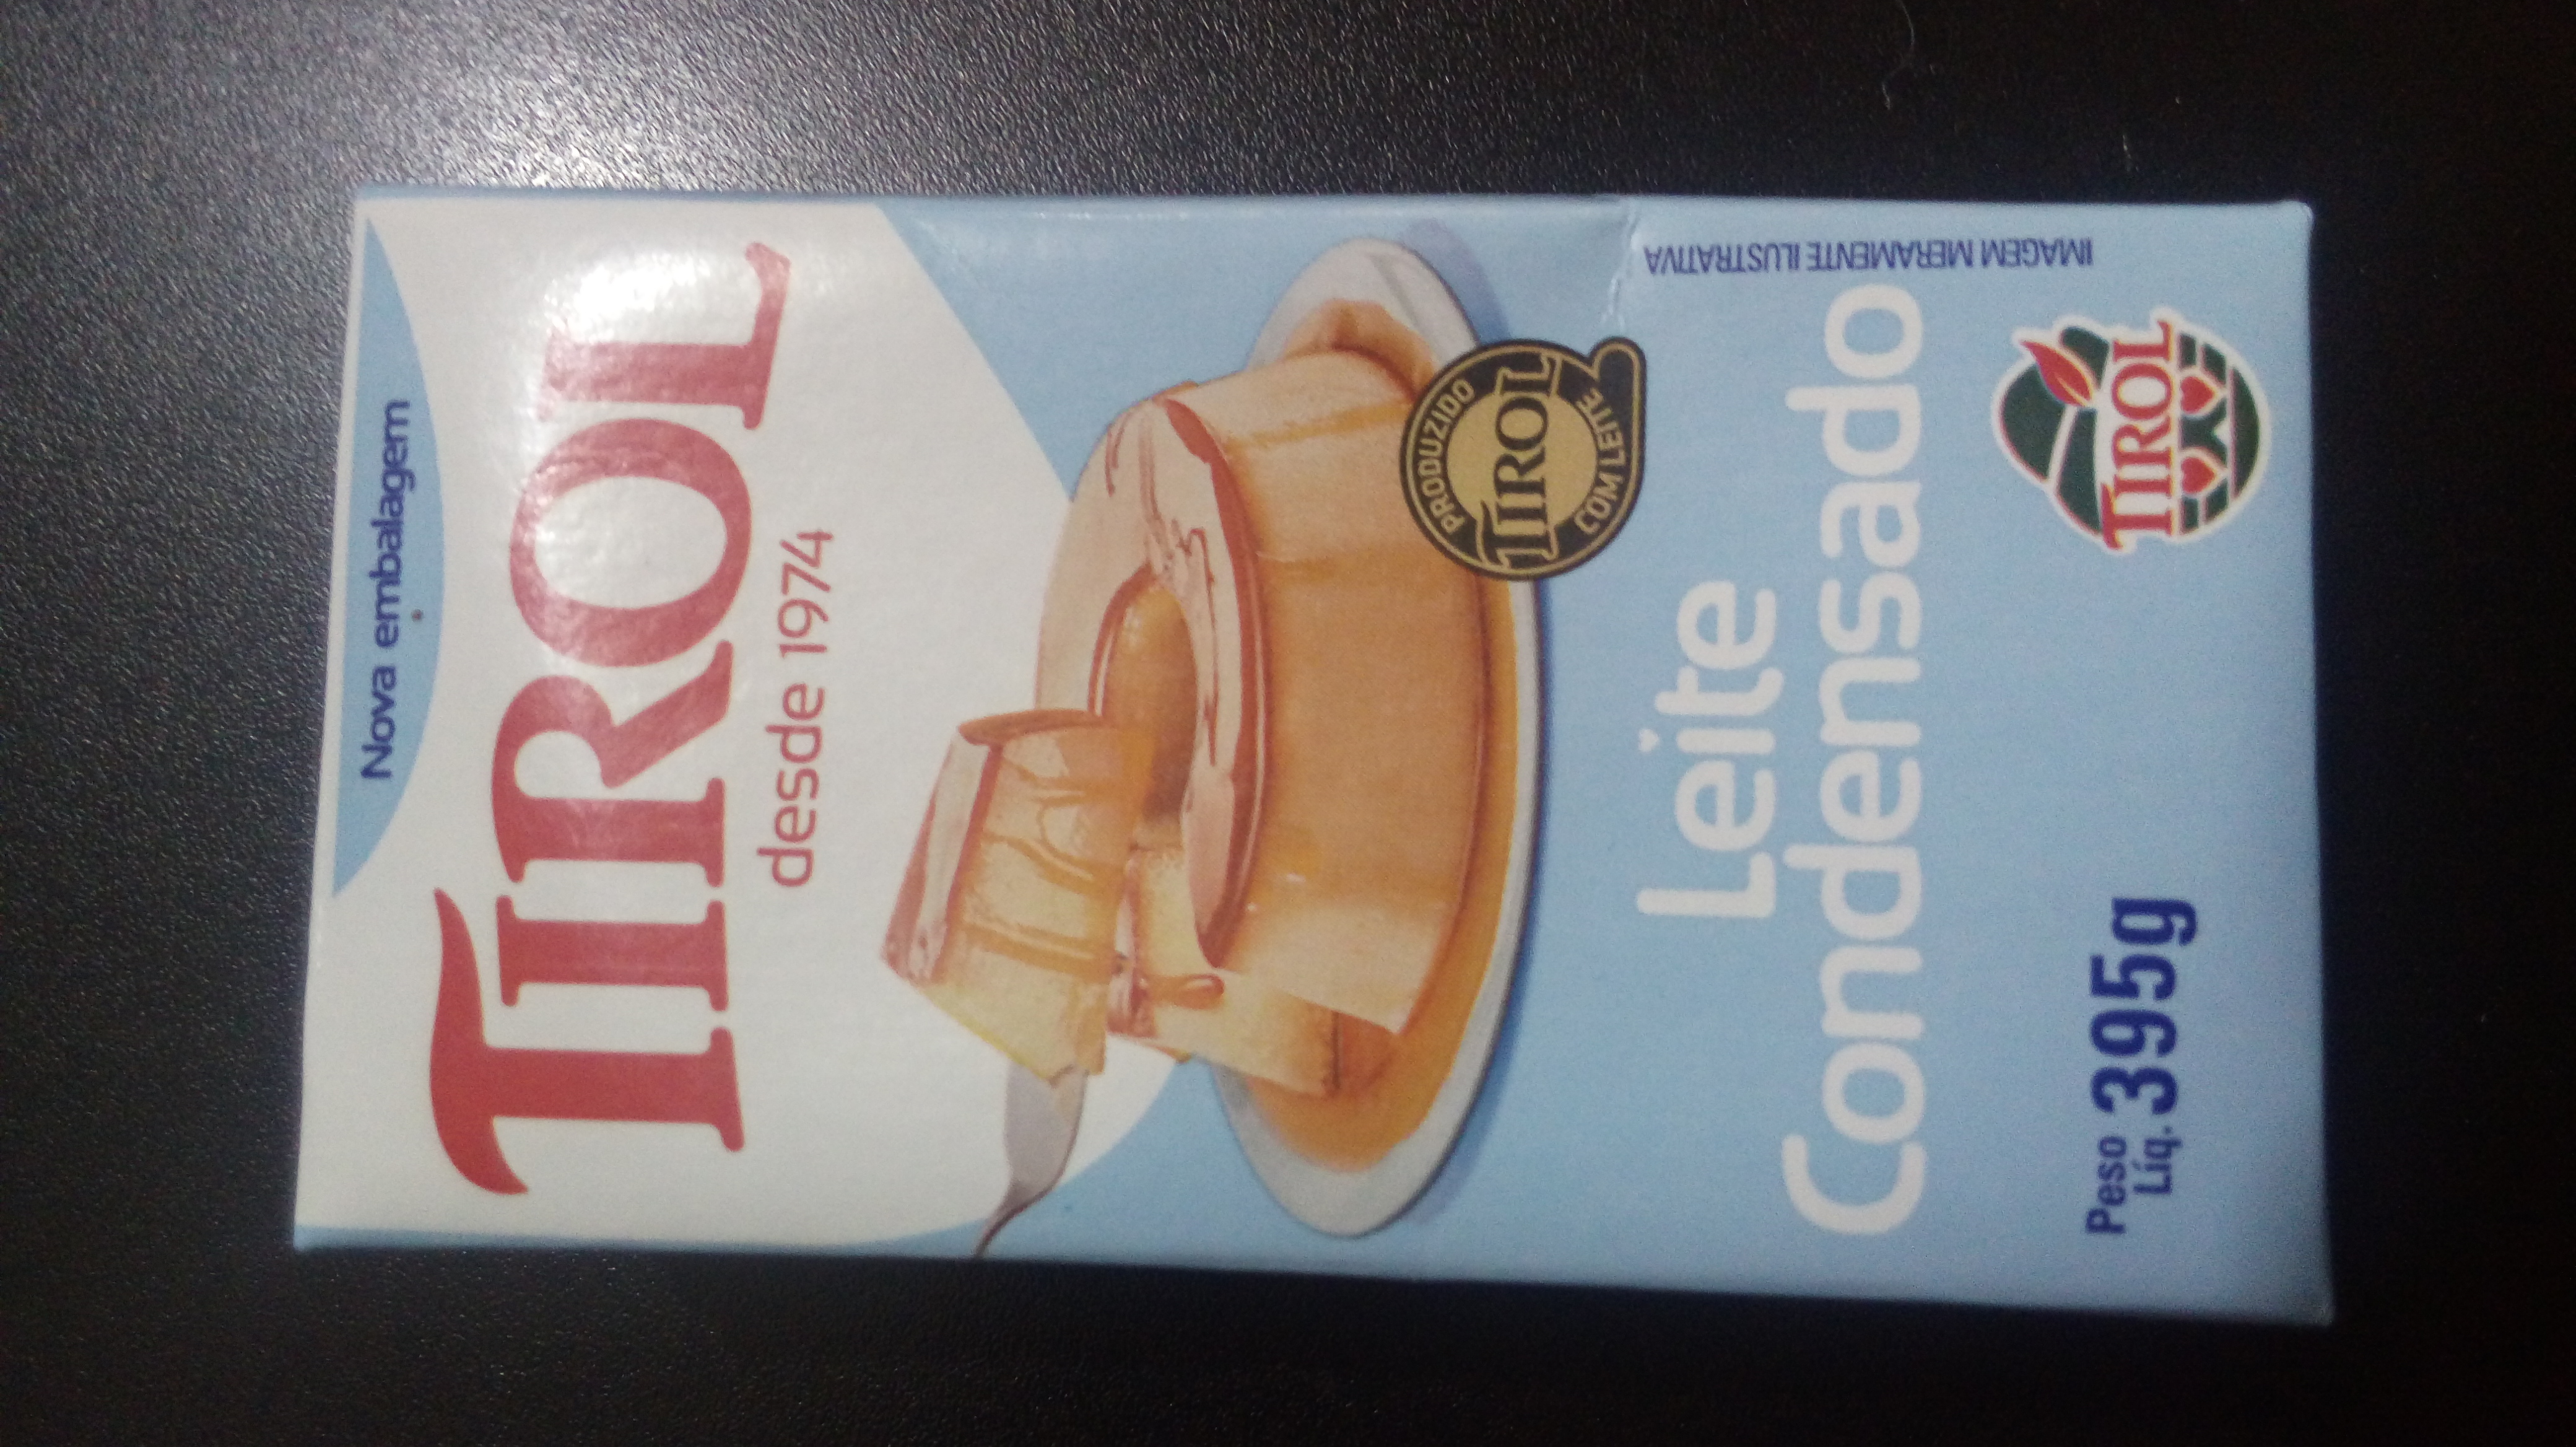 Nova embalagem
TIROL
desde 1974
PRODUZIDO
TIROL
COM LEITE
Leite
Condensado
IMAGEM MERAMENTE ILUSTRATIVA
Peso
Líq. 395g
TIROL